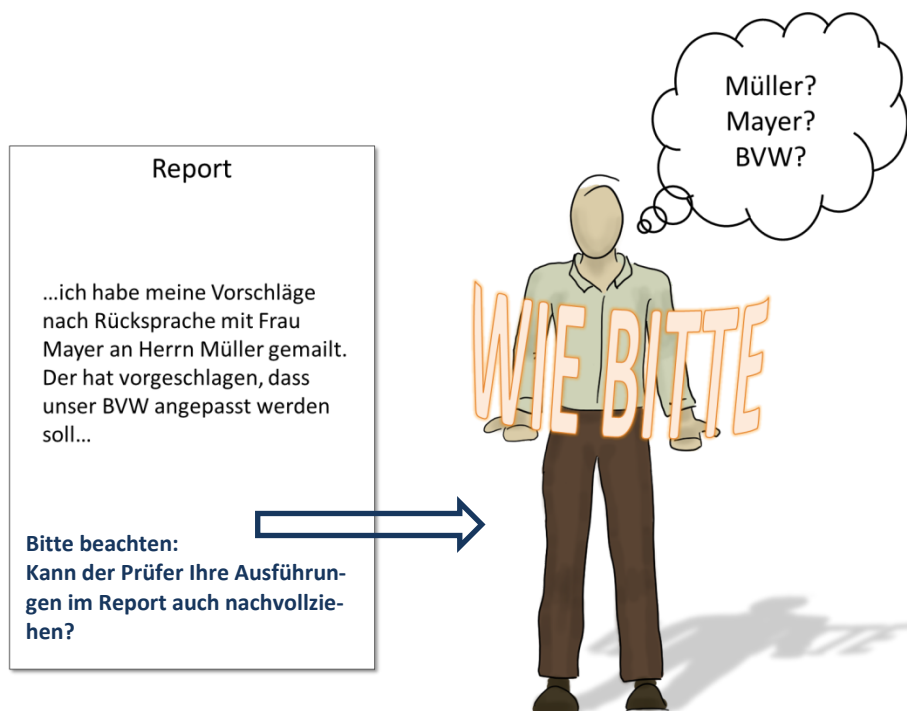 Müller?
Mayer?
BVW?
Report
...ich habe meine Vorschläge
nach Rücksprache mit Frau
Mayer an Herrn Müller gemailt.
Der hat vorgeschlagen, dass
unser BVW angepasst werden
soll...
WIE BITTE
Bitte beachten:
Kann der Prüfer Ihre Ausführun-
gen im Report auch nachvollzie-
hen?